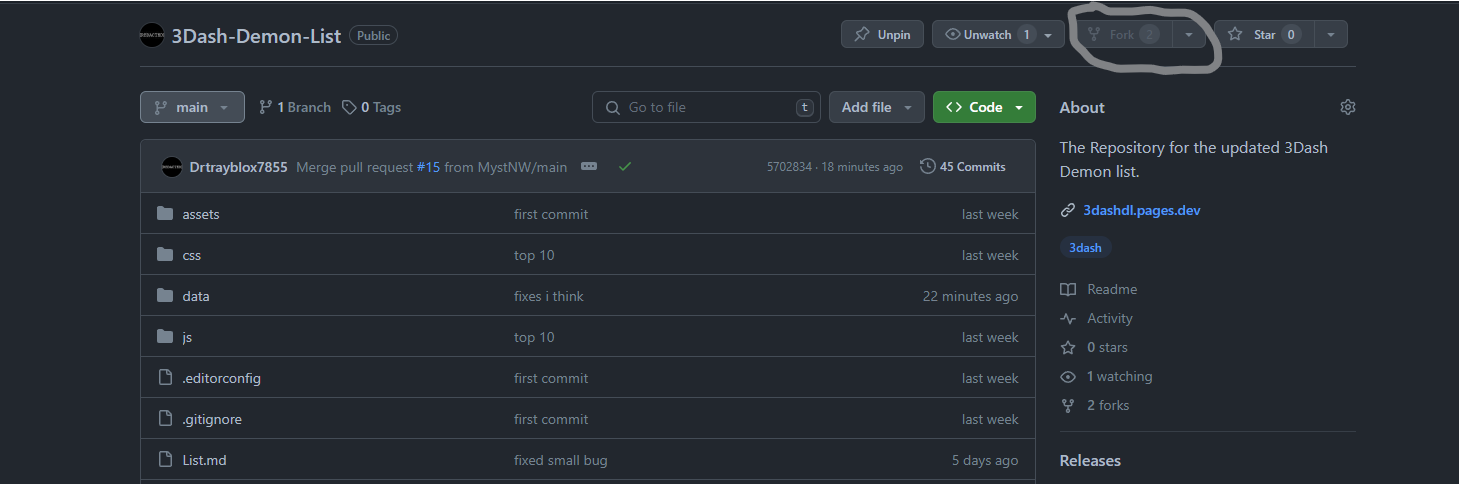 3Dash-Demon-List Public Unpin Unwatch 1 Fork 2 Star 0
main 1 Branch 0 Tags Go to file t Add file Code
About
The Repository for the updated 3Dash
Demon list.
3dashdl.pages.dev
3dash
Readme
Activity
0 stars
1 watching
2 forks
Releases
Drtrayblox7855 Merge pull request #15 from MystNW/main 5702834 · 18 minutes ago 45 Commits
assets first commit last week
css top 10 last week
data fixes i think 22 minutes ago
js top 10 last week
.editorconfig first commit last week
.gitignore first commit last week
List.md fixed small bug 5 days ago